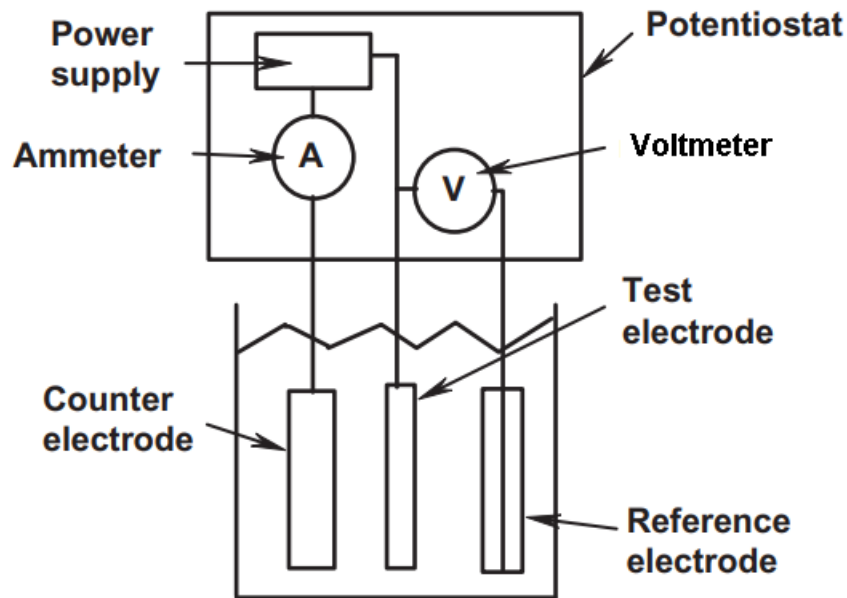 Power
supply
Potentiostat
Ammeter
A
V
Voltmeter
Test
electrode
Counter
electrode
Reference
electrode